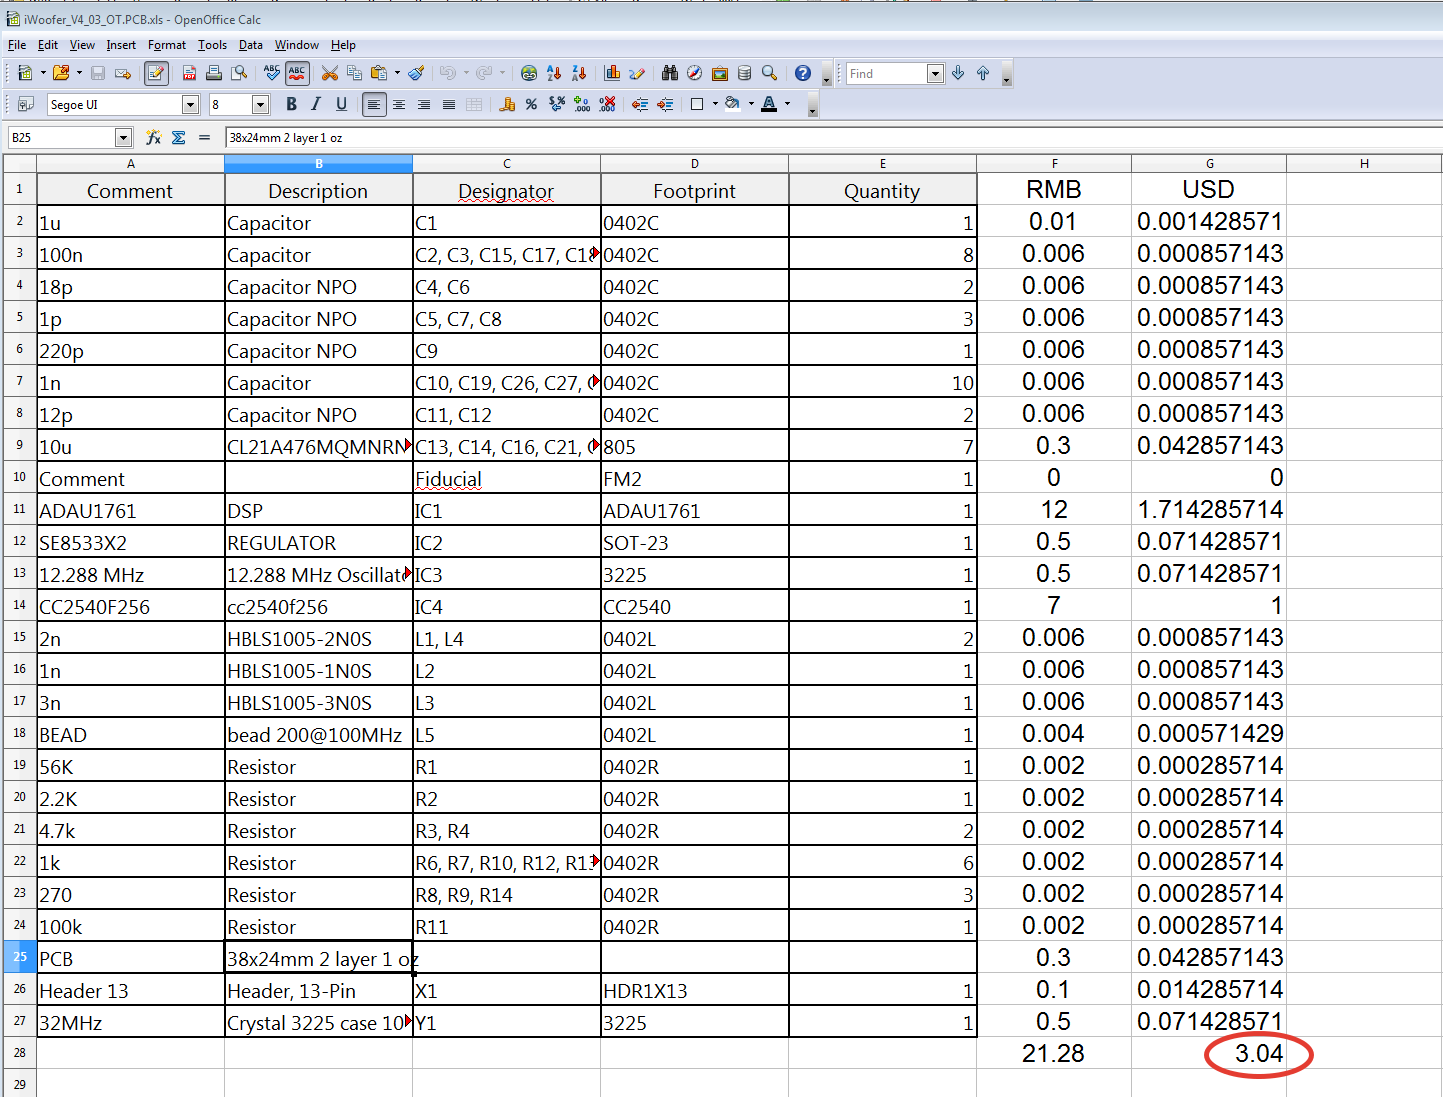 iWoofer_V4_03_OT.PCB.xls - OpenOffice Calc
File Edit View Insert Format Tools Data Window Help
Find
Segoe UI 8
B25 38x24mm 2 layer 1 oz
A B C D E F G H
1 Comment Description Designator Footprint Quantity RMB USD
2 1u Capacitor C1 0402C 1 0.01 0.001428571
3 100n Capacitor C2, C3, C15, C17, C18 0402C 8 0.006 0.000857143
4 18p Capacitor NPO C4, C6 0402C 2 0.006 0.000857143
5 1p Capacitor NPO C5, C7, C8 0402C 3 0.006 0.000857143
6 220p Capacitor NPO C9 0402C 1 0.006 0.000857143
7 1n Capacitor C10, C19, C26, C27, 0402C 10 0.006 0.000857143
8 12p Capacitor NPO C11, C12 0402C 2 0.006 0.000857143
9 10u CL21A476MQMNRN C13, C14, C16, C21, 805 7 0.3 0.042857143
10 Comment Fiducial FM2 1 0 0
11 ADAU1761 DSP IC1 ADAU1761 1 12 1.714285714
12 SE8533X2 REGULATOR IC2 SOT-23 1 0.5 0.071428571
13 12.288 MHz 12.288 MHz Oscillato IC3 3225 1 0.5 0.071428571
14 CC2540F256 cc2540f256 IC4 CC2540 1 7 1
15 2n HBLS1005-2N0S L1, L4 0402L 2 0.006 0.000857143
16 1n HBLS1005-1N0S L2 0402L 1 0.006 0.000857143
17 3n HBLS1005-3N0S L3 0402L 1 0.006 0.000857143
18 BEAD bead 200@100MHz L5 0402L 1 0.004 0.000571429
19 56K Resistor R1 0402R 1 0.002 0.000285714
20 2.2K Resistor R2 0402R 1 0.002 0.000285714
21 4.7k Resistor R3, R4 0402R 2 0.002 0.000285714
22 1k Resistor R6, R7, R10, R12, R13 0402R 6 0.002 0.000285714
23 270 Resistor R8, R9, R14 0402R 3 0.002 0.000285714
24 100k Resistor R11 0402R 1 0.002 0.000285714
25 PCB 38x24mm 2 layer 1 oz 0.3 0.042857143
26 Header 13 Header, 13-Pin X1 HDR1X13 1 0.1 0.014285714
27 32MHz Crystal 3225 case 10 Y1 3225 1 0.5 0.071428571
28 21.28 3.04
29